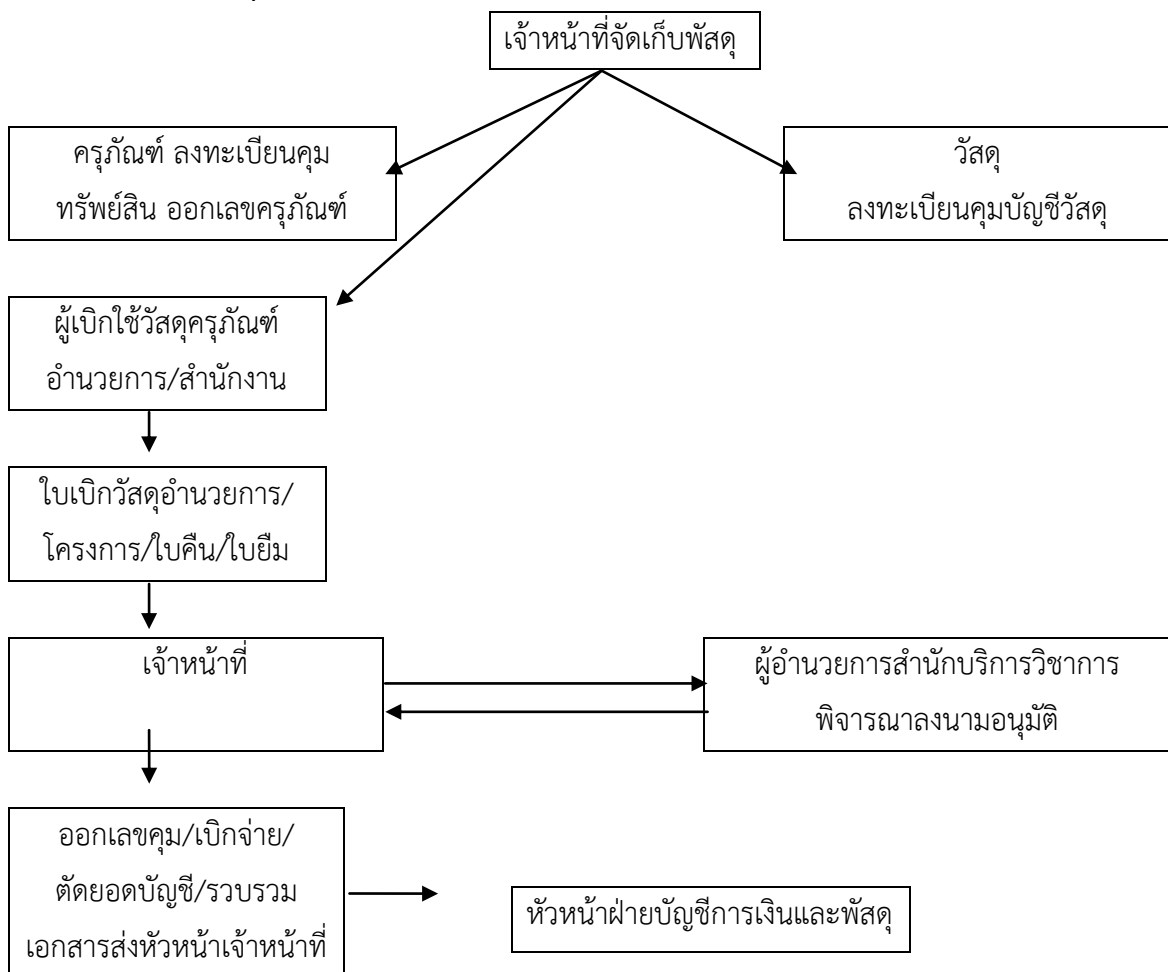 เจ้าหน้าที่จัดเก็บพัสดุ
ครุภัณฑ์ ลงทะเบียนคุม
ทรัพย์สิน ออกเลขครุภัณฑ์
วัสดุ
ลงทะเบียนคุมบัญชีวัสดุ
ผู้เบิกใช้วัสดุครุภัณฑ์
อำนวยการ/สำนักงาน
ใบเบิกวัสดุอำนวยการ/
โครงการ/ใบคืน/ใบยืม
เจ้าหน้าที่
ผู้อำนวยการสำนักบริการวิชาการ
พิจารณาลงนามอนุมัติ
ออกเลขคุม/เบิกจ่าย/
ตัดยอดบัญชี/รวบรวม
เอกสารส่งหัวหน้าเจ้าหน้าที่
หัวหน้าฝ่ายบัญชีการเงินและพัสดุ